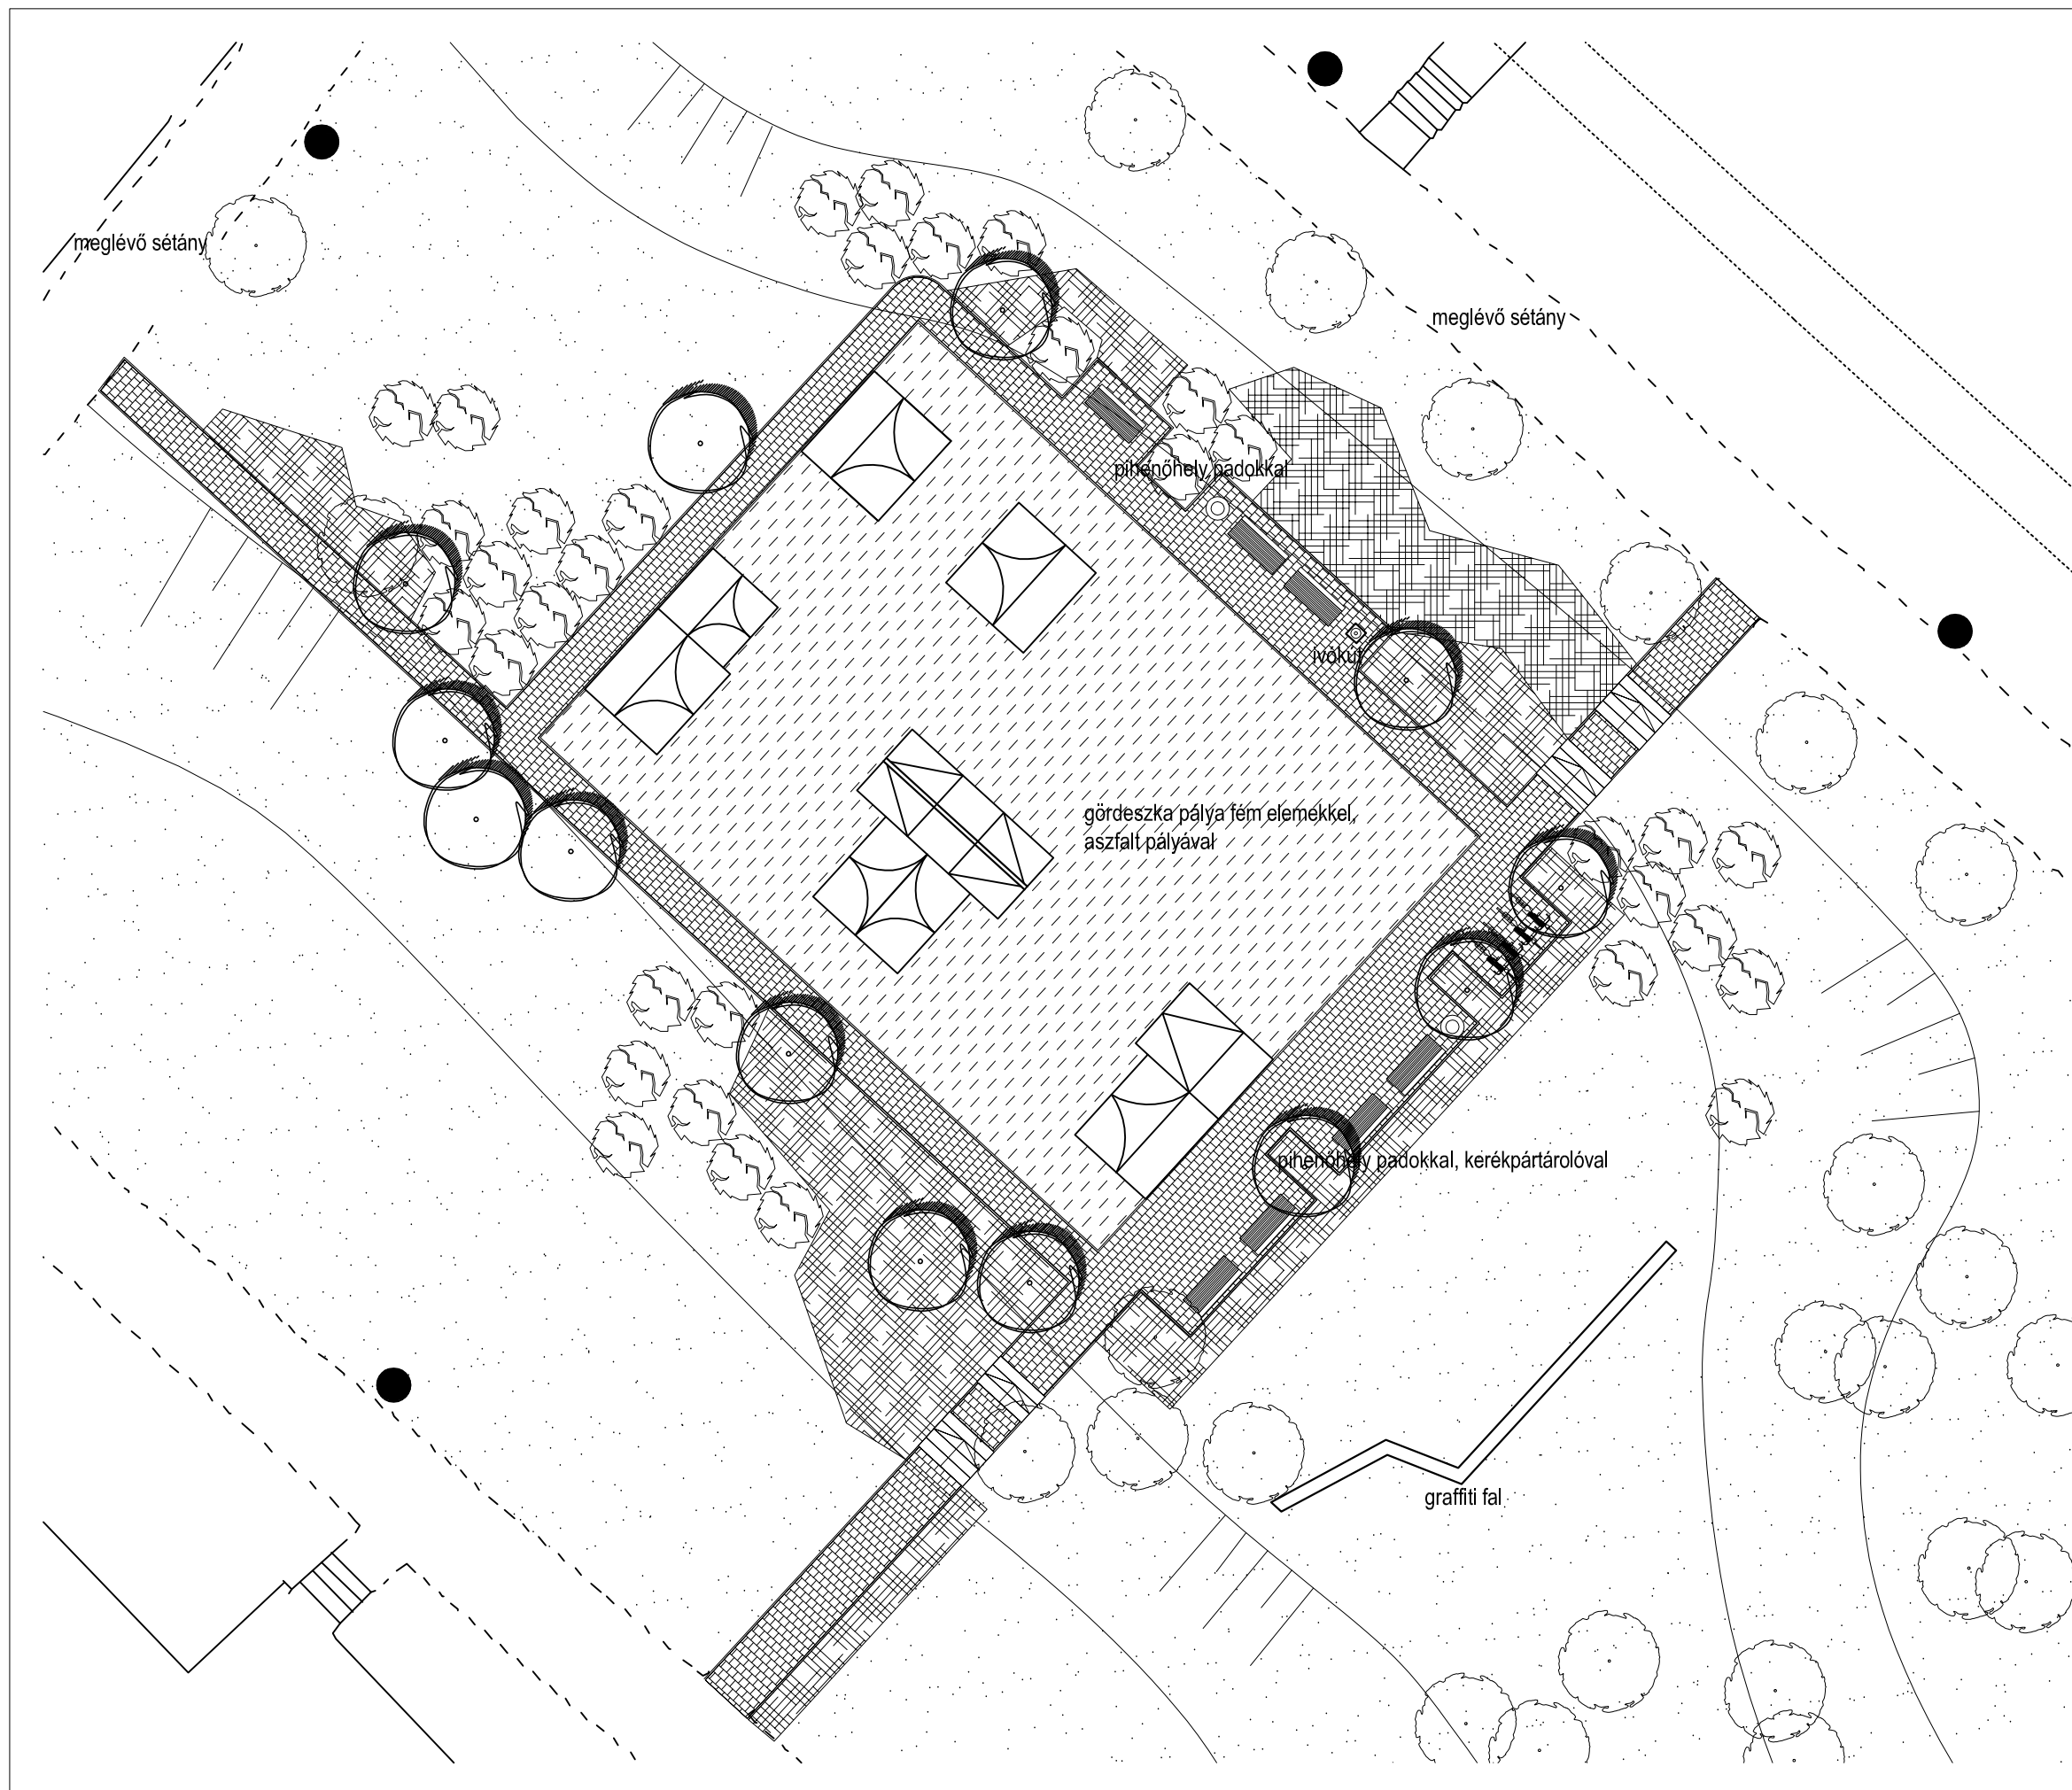 meglévő sétány
meglévő sétány
pihenőhely padokkal
ivókút
gördeszka pálya fém elemekkel,
aszfalt pályával
pihenőhely padokkal, kerékpártárolóval
graffiti fal